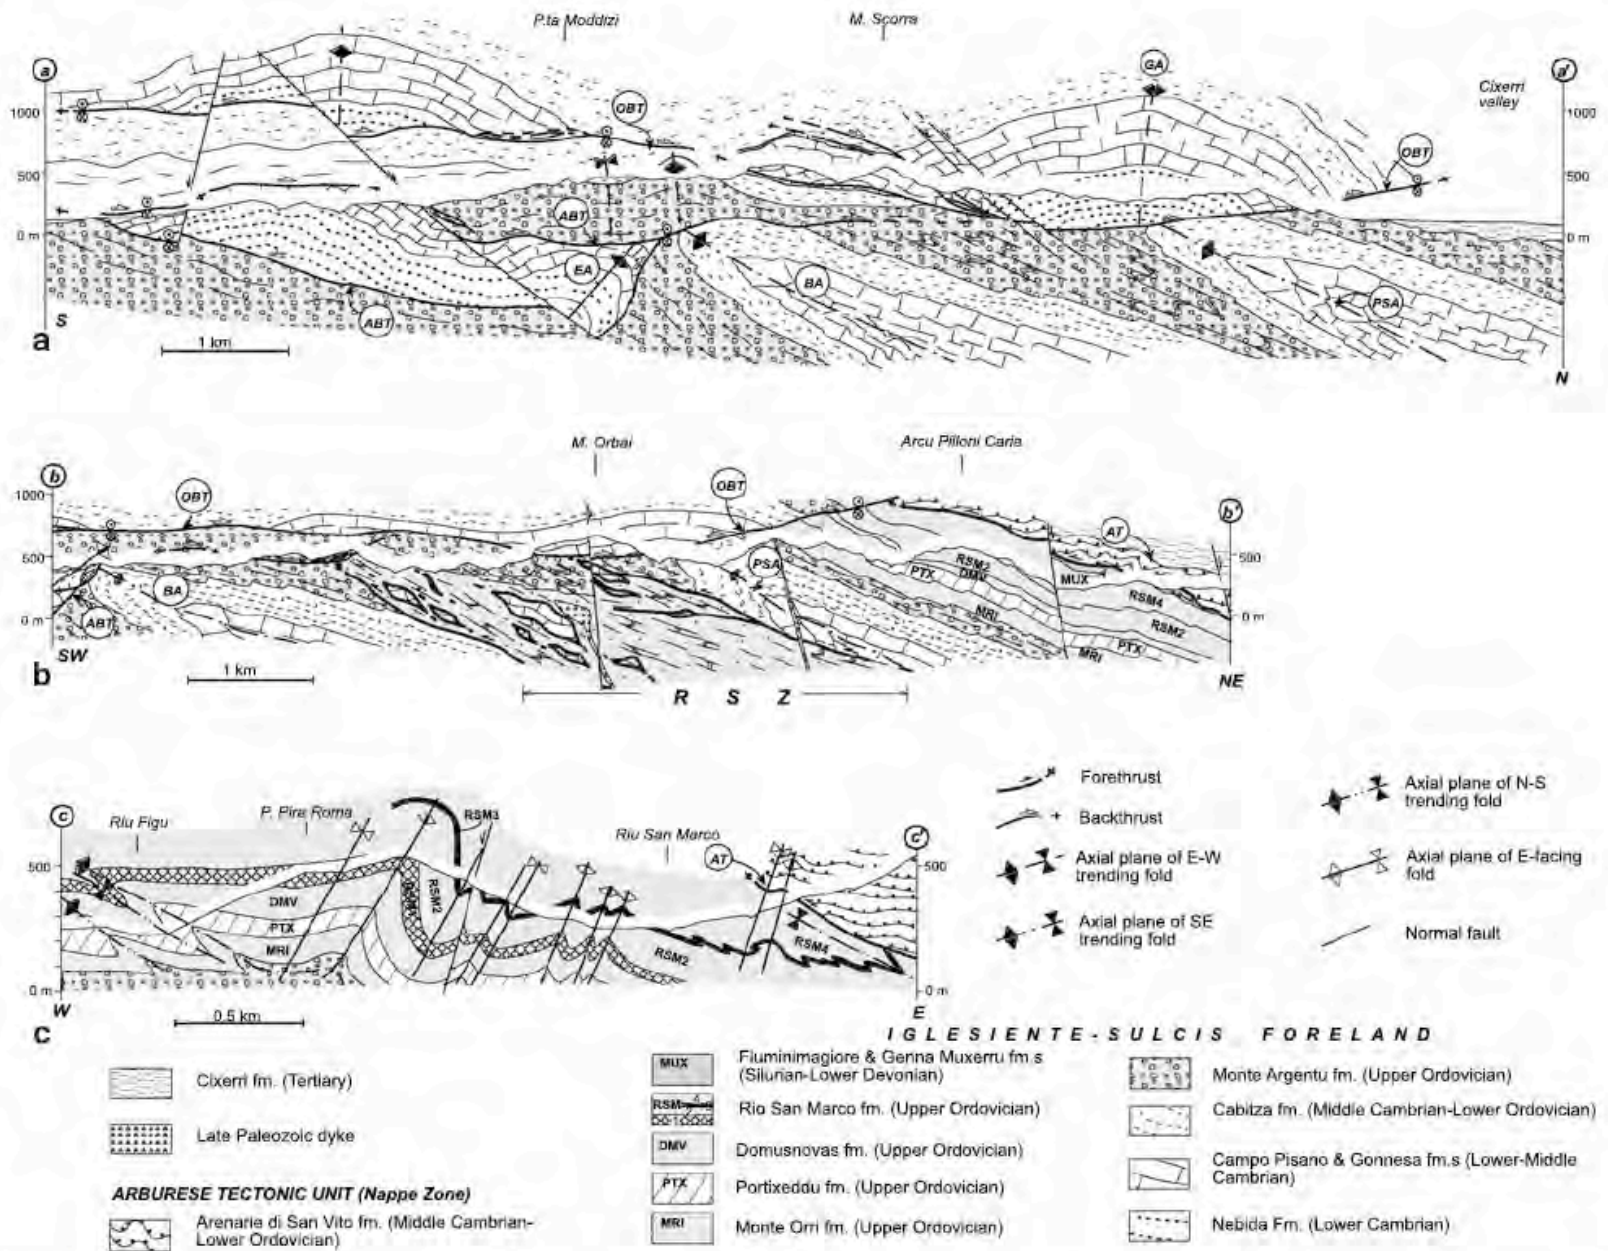 P.ta Moddizi
M. Scorra
a
a'
GA
Cixerri
valley
OBT
OBT
1000
500
0 m
1000
500
0 m
ABT
EA
BA
PSA
ABT
S
N
a
1 km
M. Orbai
Arcu Pilloni Caria
b
b'
OBT
OBT
AT
1000
500
0 m
500
0 m
BA
ABT
PSA
RSM2
PTX
DMV
MUX
MRI
RSM4
RSM2
PTX
MRI
SW
NE
b
1 km
R S Z
c
c'
Riu Figu
P. Pira Roma
RSM3
Riu San Marco
AT
500
0 m
500
0 m
DMV
RSM2
PTX
MRI
RSM2
RSM4
W
E
c
0.5 km
Forethrust
Backthrust
Axial plane of E-W
trending fold
Axial plane of SE
trending fold
Axial plane of N-S
trending fold
Axial plane of E-facing
fold
Normal fault
IGLESIENTE-SULCIS FORELAND
Cixerri fm. (Tertiary)
Late Paleozoic dyke
ARBURESE TECTONIC UNIT (Nappe Zone)
Arenarie di San Vito fm. (Middle Cambrian-
Lower Ordovician)
MUX
Fluminimagiore & Genna Muxerru fm.s
(Silurian-Lower Devonian)
RSM
Rio San Marco fm. (Upper Ordovician)
DMV
Domusnovas fm. (Upper Ordovician)
PTX
Portixeddu fm. (Upper Ordovician)
MRI
Monte Orri fm. (Upper Ordovician)
Monte Argentu fm. (Upper Ordovician)
Cabitza fm. (Middle Cambrian-Lower Ordovician)
Campo Pisano & Gonnesa fm.s (Lower-Middle
Cambrian)
Nebida Fm. (Lower Cambrian)